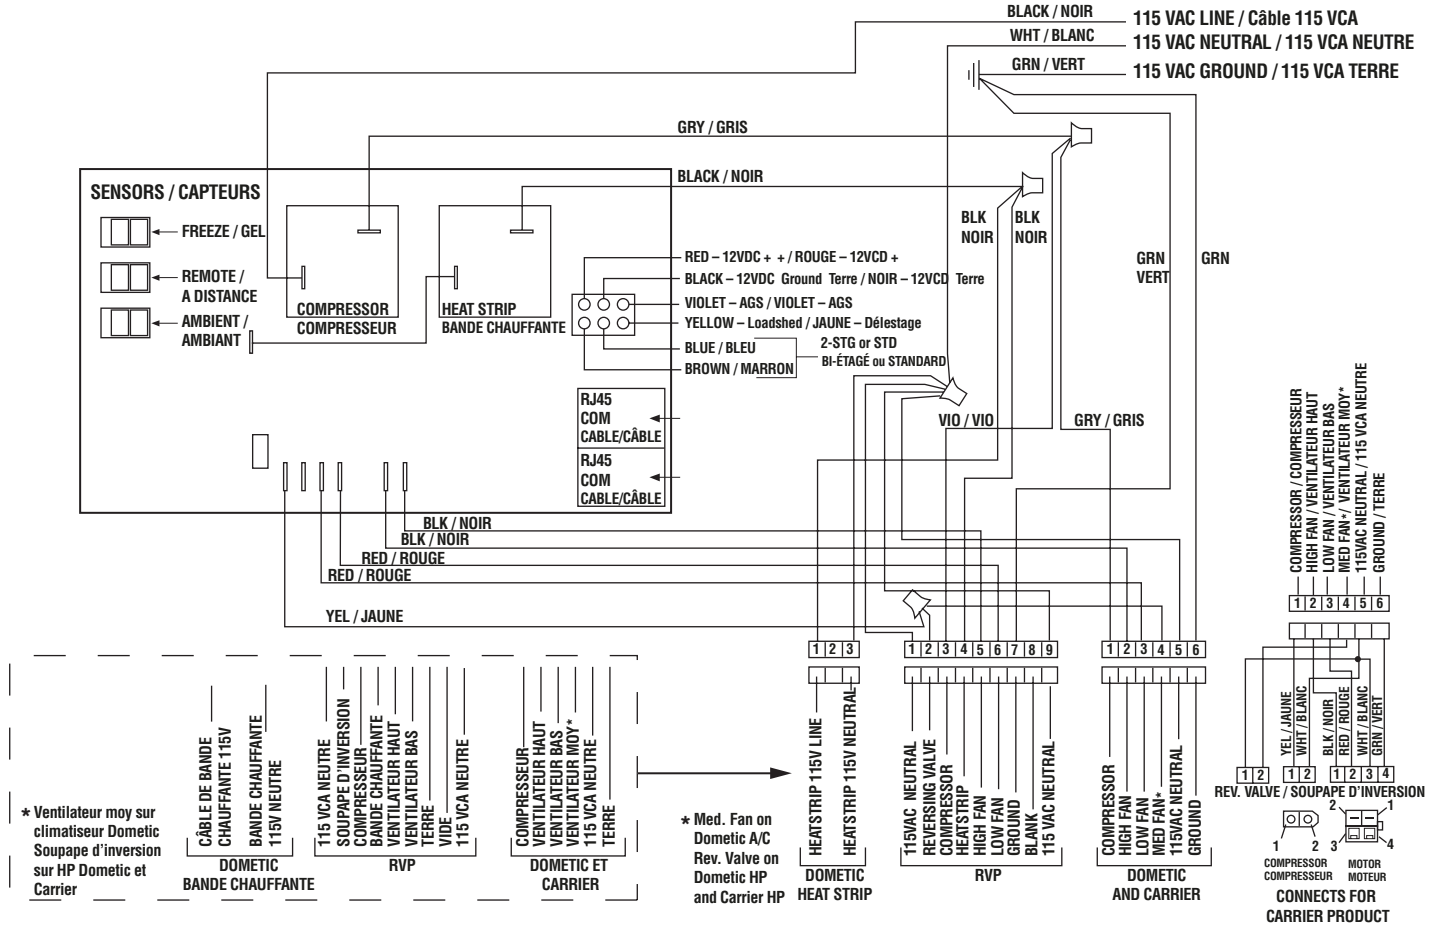 BLACK / NOIR
115 VAC LINE / Câble 115 VCA
WHT / BLANC
115 VAC NEUTRAL / 115 VCA NEUTRE
GRN / VERT
115 VAC GROUND / 115 VCA TERRE
GRY / GRIS
BLACK / NOIR
SENSORS / CAPTEURS
FREEZE / GEL
REMOTE /
A DISTANCE
AMBIENT /
AMBIANT
COMPRESSOR
COMPRESSEUR
HEAT STRIP
BANDE CHAUFFANTE
BLK
NOIR
BLK
NOIR
GRN
VERT
GRN
RED – 12VDC + + / ROUGE – 12VCD +
BLACK – 12VDC Ground Terre / NOIR – 12VCD Terre
VIOLET – AGS / VIOLET – AGS
YELLOW – Loadshed / JAUNE – Délestage
BLUE / BLEU
BROWN / MARRON
2-STG or STD
BI-ÉTAGÉ ou STANDARD
RJ45
COM
CABLE/CÂBLE
RJ45
COM
CABLE/CÂBLE
VIO / VIO
GRY / GRIS
BLK / NOIR
BLK / NOIR
RED / ROUGE
RED / ROUGE
YEL / JAUNE
1 2 3
1 2 3 4 5 6 7 8 9
1 2 3 4 5 6
COMPRESSOR / COMPRESSEUR
HIGH FAN / VENTILATEUR HAUT
LOW FAN / VENTILATEUR BAS
MED FAN* / VENTILATEUR MOY*
115VAC NEUTRAL / 115 VCA NEUTRE
GROUND / TERRE
1 2 3 4 5 6
YEL / JAUNE
WHT / BLANC
BLK / NOIR
RED / ROUGE
WHT / BLANC
GRN / VERT
1 2
1 2
1 2 3 4
REV. VALVE / SOUPAPE D'INVERSION
1 2
COMPRESSOR
COMPRESSEUR
2 1
3 4
MOTOR
MOTEUR
CONNECTS FOR
CARRIER PRODUCT
* Ventilateur moy sur
climatiseur Dometic
Soupape d'inversion
sur HP Dometic et
Carrier
CÂBLE DE BANDE
CHAUFFANTE 115V
BANDE CHAUFFANTE
115V NEUTRE
DOMETIC
BANDE CHAUFFANTE
115 VCA NEUTRE
SOUPAPE D'INVERSION
COMPRESSEUR
BANDE CHAUFFANTE
VENTILATEUR HAUT
VENTILATEUR BAS
TERRE
VIDE
115 VCA NEUTRE
RVP
COMPRESSEUR
VENTILATEUR HAUT
VENTILATEUR BAS
VENTILATEUR MOY*
115 VCA NEUTRE
TERRE
DOMETIC ET
CARRIER
* Med. Fan on
Dometic A/C
Rev. Valve on
Dometic HP
and Carrier HP
HEATSTRIP 115V LINE
HEATSTRIP 115V NEUTRAL
DOMETIC
HEAT STRIP
115VAC NEUTRAL
REVERSING VALVE
COMPRESSOR
HEATSTRIP
HIGH FAN
LOW FAN
GROUND
BLANK
115 VAC NEUTRAL
RVP
COMPRESSOR
HIGH FAN
LOW FAN
MED FAN*
115VAC NEUTRAL
GROUND
DOMETIC
AND CARRIER